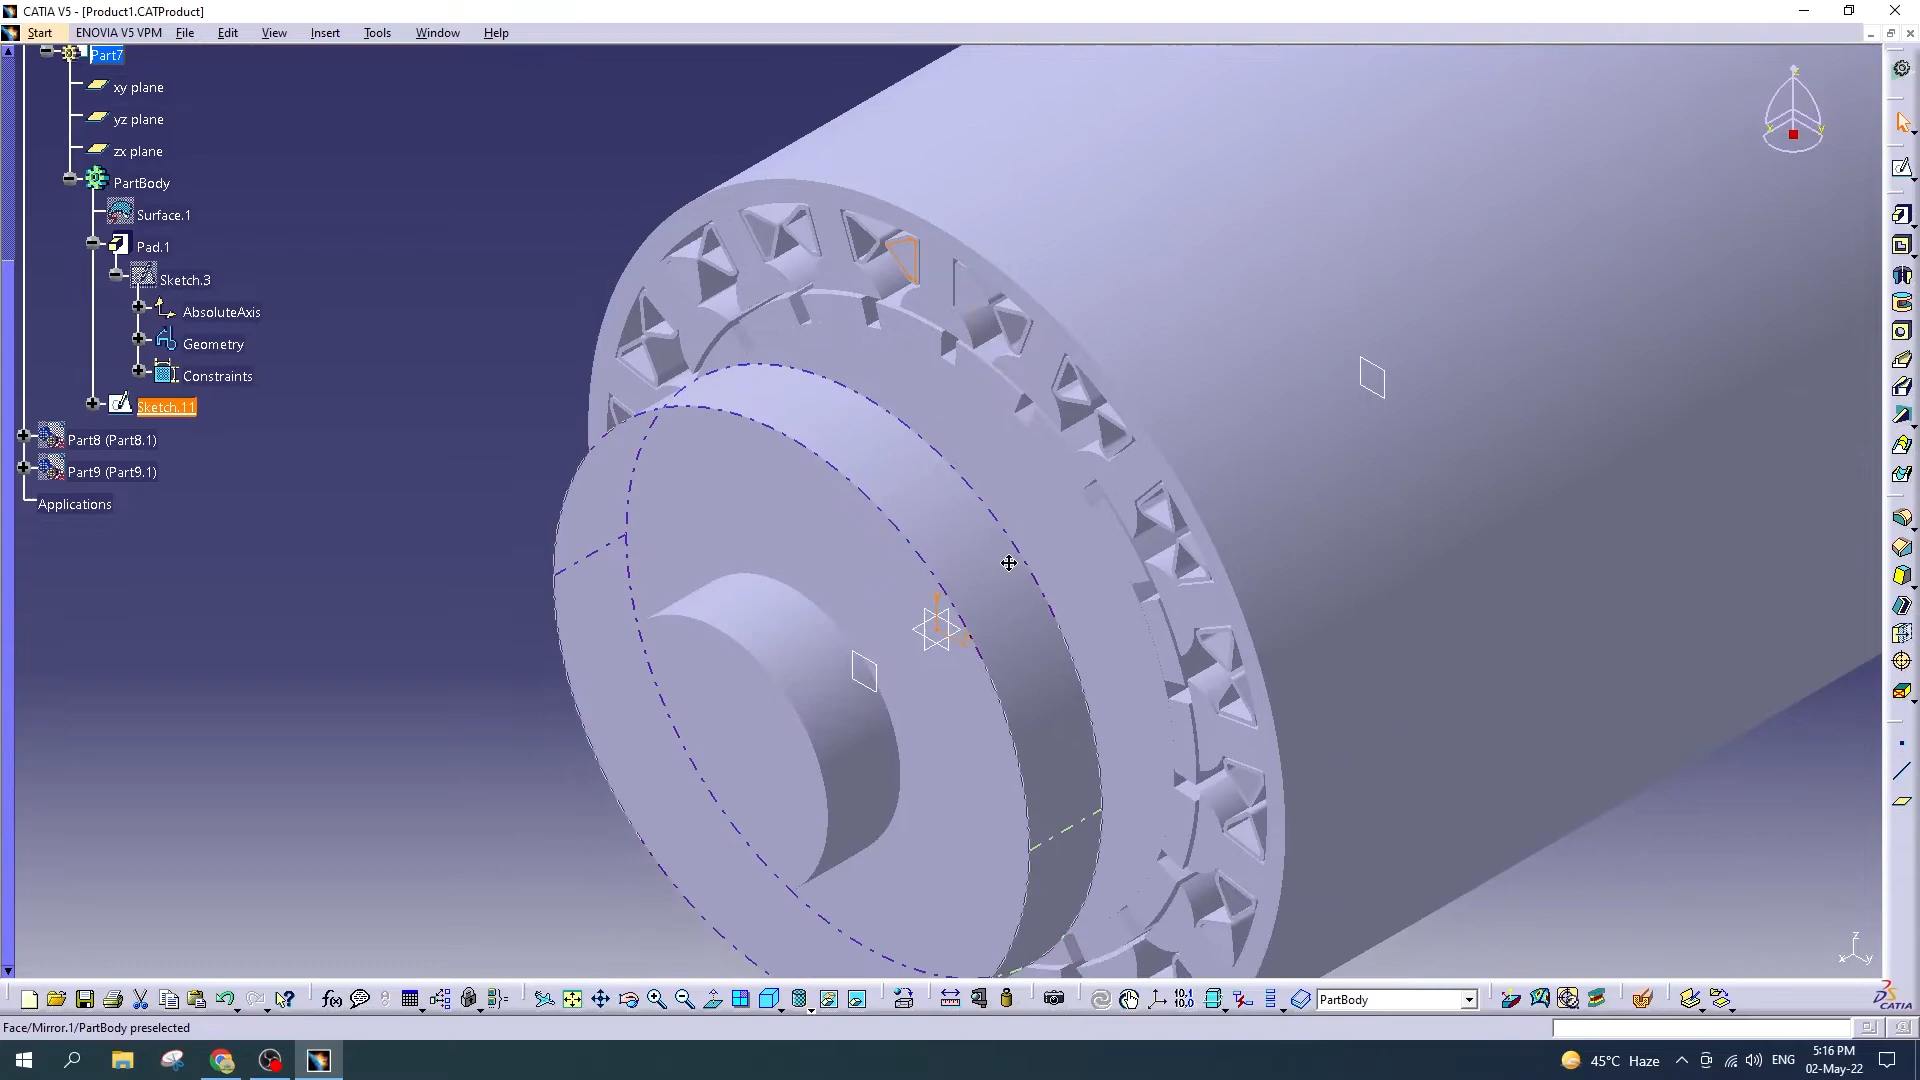 CATIA V5 - [Product1.CATProduct]
Start ENOVIA V5 VPM File Edit View Insert Tools Window Help
Part7
xy plane
yz plane
zx plane
PartBody
Surface.1
Pad.1
Sketch.3
AbsoluteAxis
Geometry
Constraints
Sketch.11
Part8 (Part8.1)
Part9 (Part9.1)
Applications
z
x y
PartBody
CATIA
Face/Mirror.1/PartBody preselected
45°C Haze
ENG
5:16 PM
02-May-22